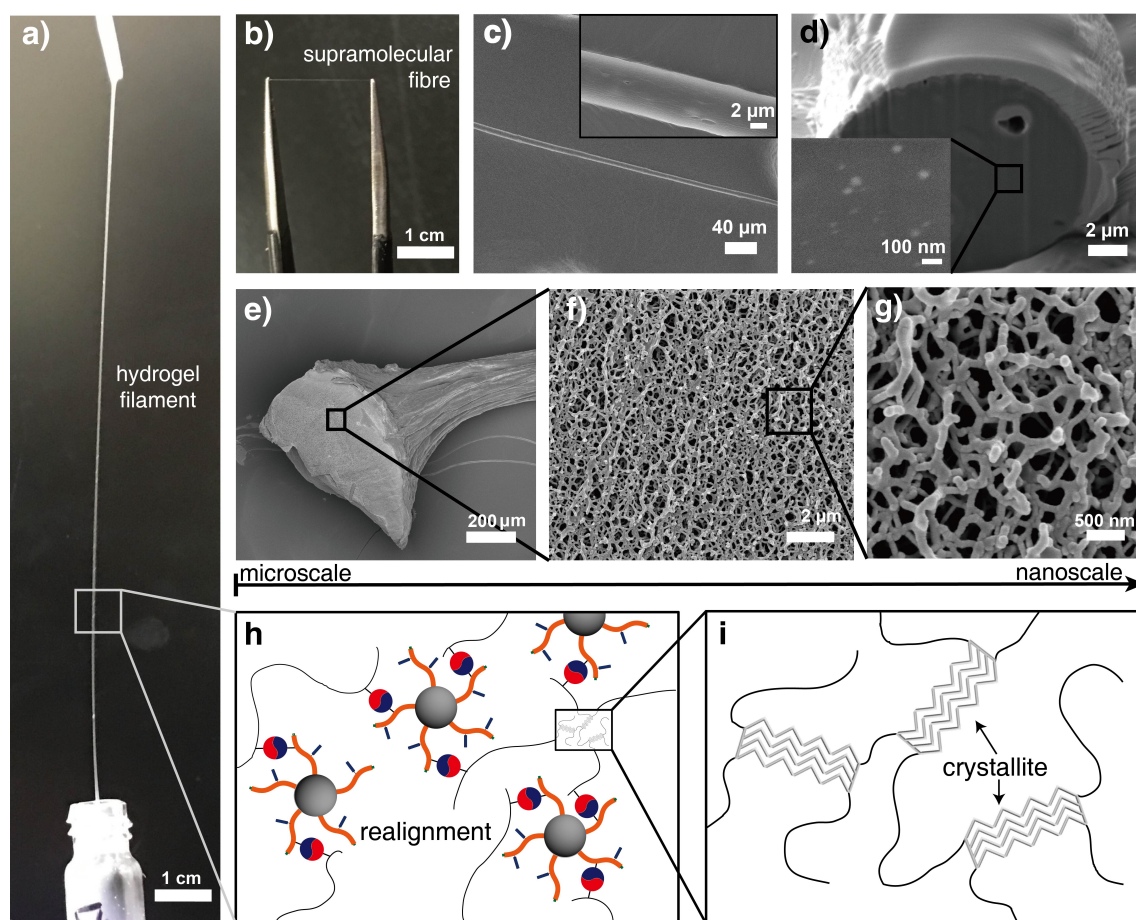 a)
hydrogel
filament
1 cm
b)
supramolecular
fibre
1 cm
c)
2 µm
40 µm
d)
100 nm
2 µm
e)
200 µm
f)
2 µm
g)
500 nm
microscale
nanoscale
h
realignment
i
crystallite